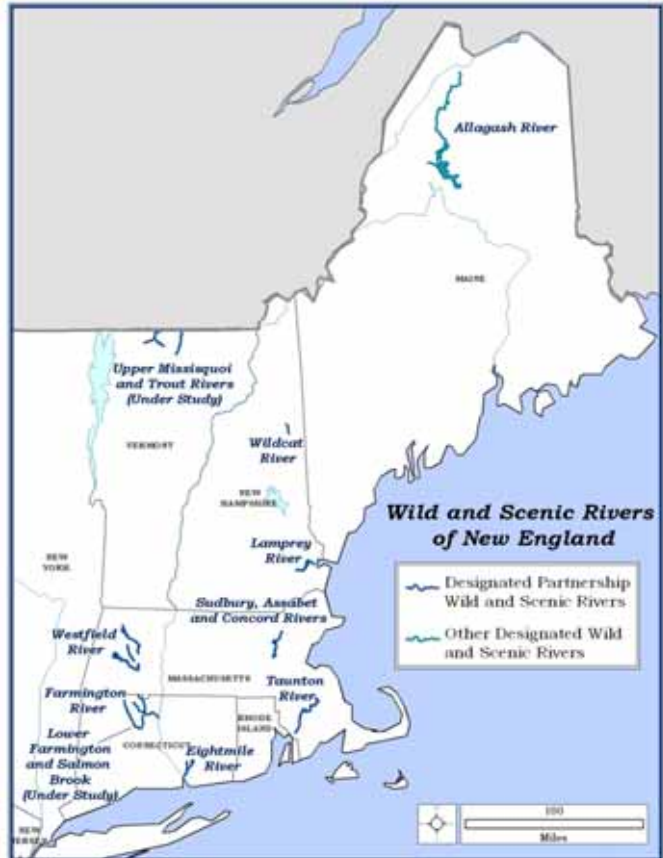 Allagash River
MAINE
Upper Missisquoi
and Trout Rivers
(Under Study)
VERMONT
Wildcat
River
NEW
HAMPSHIRE
Wild and Scenic Rivers
of New England
NEW
YORK
Lamprey
River
Designated Partnership
Wild and Scenic Rivers
Other Designated Wild
and Scenic Rivers
Sudbury, Assabet
and Concord Rivers
Westfield
River
MASSACHUSETTS
Taunton
River
Farmington
River
RHODE
ISLAND
Lower
Farmington
and Salmon
Brook
(Under Study)
CONNECTICUT
Eightmile
River
NEW
JERSEY
100
Miles